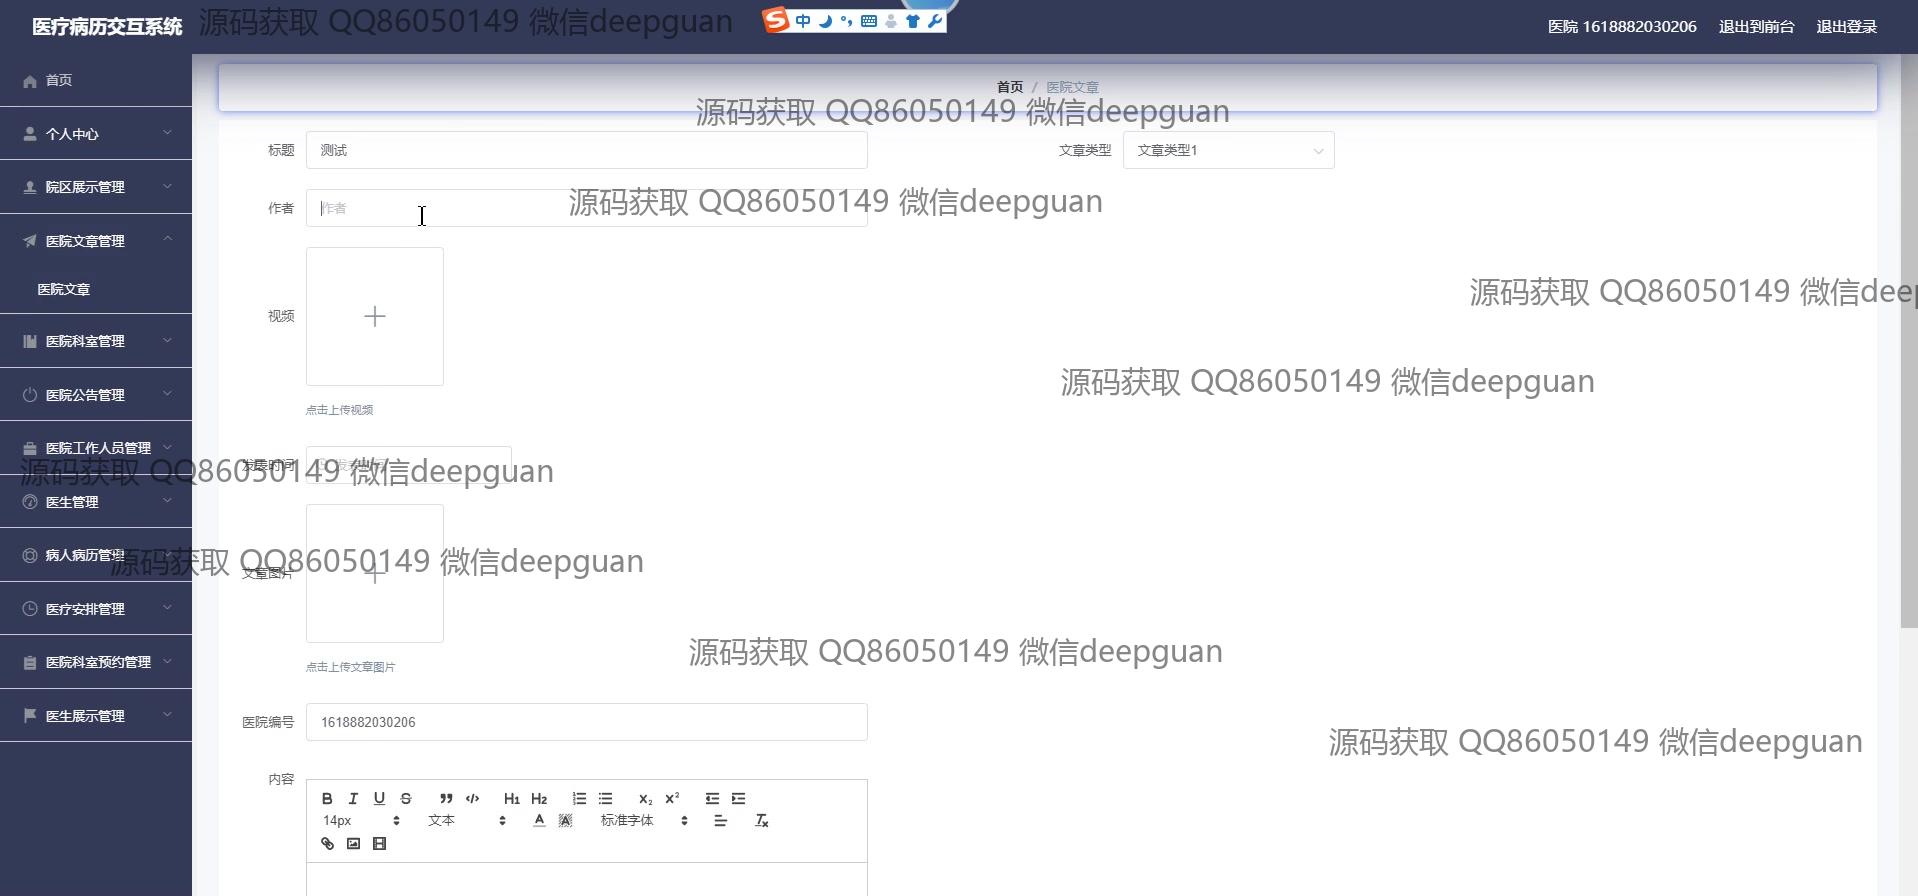 医疗病历交互系统
源码获取 QQ86050149 微信deepguan
中
医院 1618882030206
退出到前台
退出登录
首页
个人中心
院区展示管理
医院文章管理
医院文章
医院科室管理
医院公告管理
医院工作人员管理
医生管理
病人病历管理
医疗安排管理
医院科室预约管理
医生展示管理
首页 / 医院文章
源码获取 QQ86050149 微信deepguan
标题 测试
文章类型 文章类型1
作者 作者
源码获取 QQ86050149 微信deepguan
源码获取 QQ86050149 微信dee
视频
源码获取 QQ86050149 微信deepguan
点击上传视频
发表时间 发表时间
源码获取 QQ86050149 微信deepguan
文章图片
源码获取 QQ86050149 微信deepguan
点击上传文章图片
源码获取 QQ86050149 微信deepguan
医院编号 1618882030206
源码获取 QQ86050149 微信deepguan
内容
B I U S H1 H2 x₂ x²
14px 文本 A A 标准字体 Tx